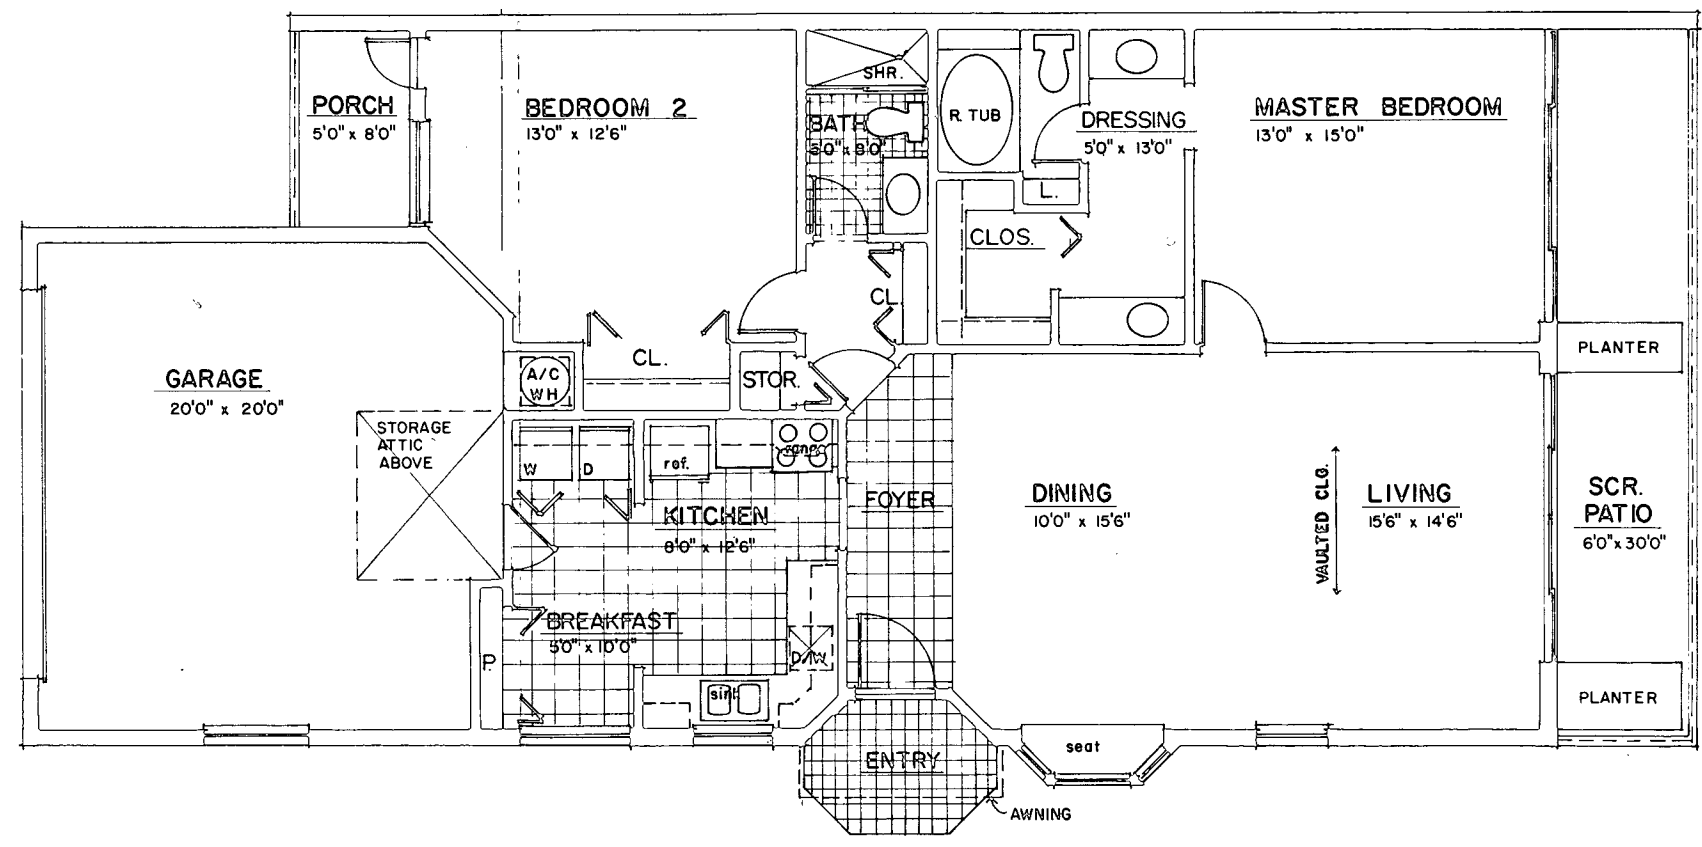 PORCH
5'0" x 8'0"
BEDROOM 2
13'0" x 12'6"
SHR.
BATH
5'0" x 8'0"
R. TUB
DRESSING
5'0" x 13'0"
MASTER BEDROOM
13'0" x 15'0"
L.
CLOS.
CL.
CL.
STOR.
A/C
WH
PLANTER
GARAGE
20'0" x 20'0"
STORAGE
ATTIC
ABOVE
W
D
ref.
range
KITCHEN
8'0" x 12'6"
FOYER
DINING
10'0" x 15'6"
VAULTED CLG.
LIVING
15'6" x 14'6"
SCR.
PATIO
6'0" x 30'0"
BREAKFAST
5'0" x 10'0"
P.
D/W
sink
PLANTER
ENTRY
seat
AWNING